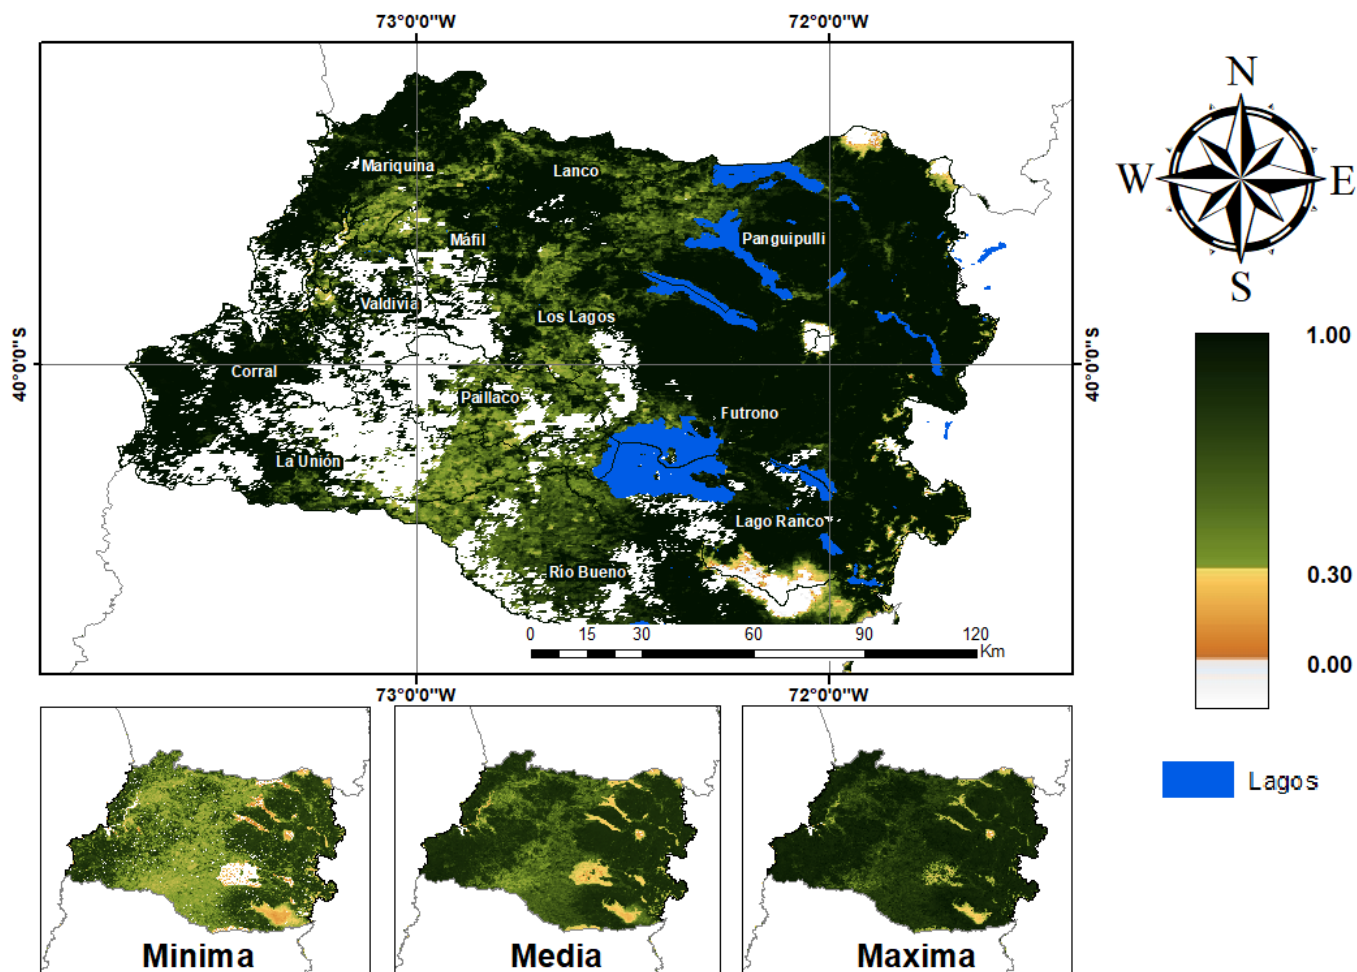 73°0'0"W
72°0'0"W
N
W
E
S
Mariquina
Lanco
Máfil
Panguipulli
Valdivia
Los Lagos
40°0'0"S
40°0'0"S
Corral
Paillaco
Futrono
La Unión
Lago Ranco
Río Bueno
0 15 30 60 90 120
Km
73°0'0"W
72°0'0"W
1.00
0.30
0.00
Lagos
Minima
Media
Maxima